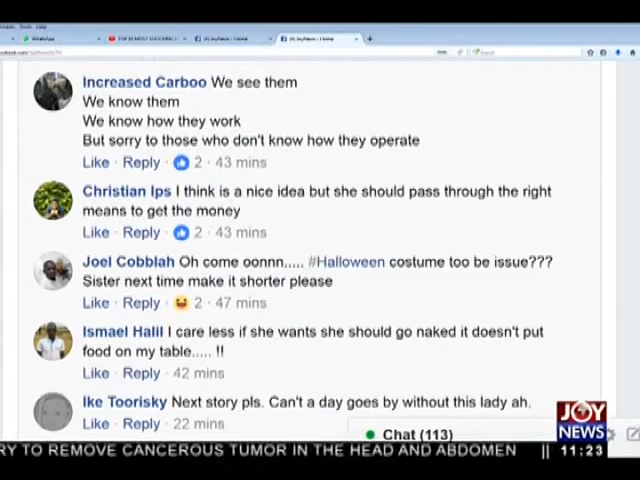 Tools Help
WhatsApp
Increased Carboo We see them
We know them
We know how they work
But sorry to those who don't know how they operate
Like · Reply · 2 · 43 mins
Christian Ips I think is a nice idea but she should pass through the right
means to get the money
Like · Reply · 2 · 43 mins
Joel Cobblah Oh come oonnn..... #Halloween costume too be issue???
Sister next time make it shorter please
Like · Reply · 2 · 47 mins
Ismael Halil I care less if she wants she should go naked it doesn't put
food on my table..... !!
Like · Reply · 42 mins
Ike Toorisky Next story pls. Can't a day goes by without this lady ah.
Like · Reply · 22 mins
Chat (113)
JOY
NEWS
RY TO REMOVE CANCEROUS TUMOR IN THE HEAD AND ABDOMEN || 11:23